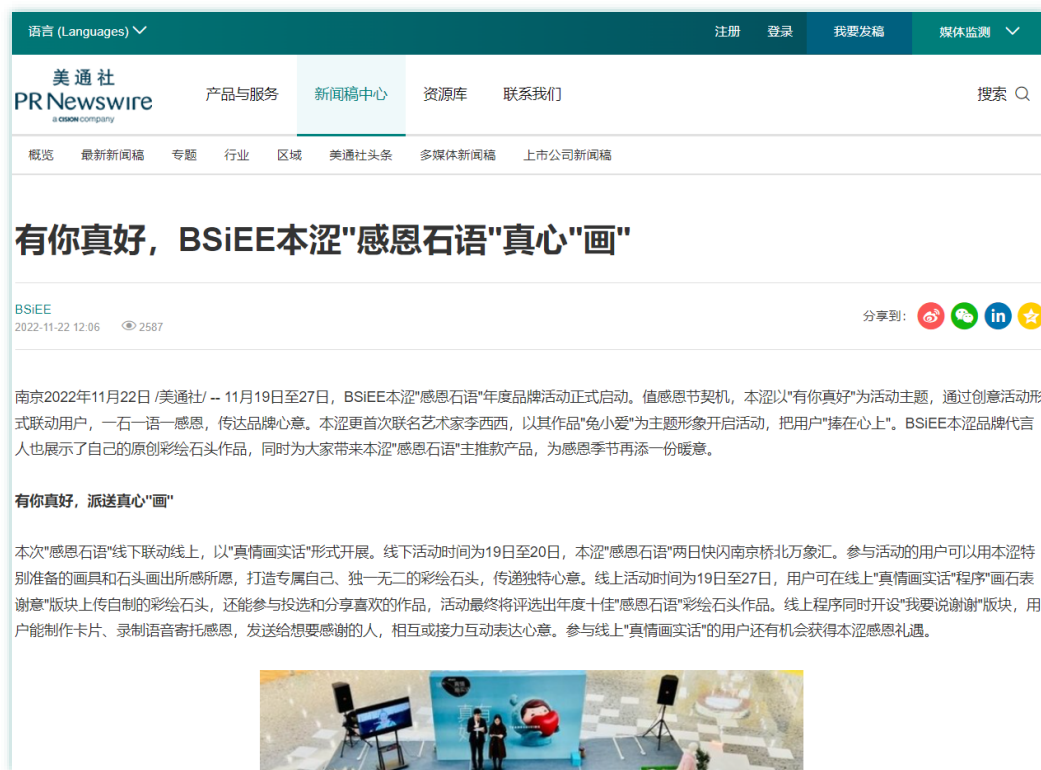 语言 (Languages)
注册
登录
我要发稿
媒体监测
美通社
PR Newswire
a CISION company
产品与服务
新闻稿中心
资源库
联系我们
搜索
概览
最新新闻稿
专题
行业
区域
美通社头条
多媒体新闻稿
上市公司新闻稿
有你真好，BSiEE本涩"感恩石语"真心"画"
BSiEE
2022-11-22 12:06
2587
分享到：
南京2022年11月22日 /美通社/ -- 11月19日至27日，BSiEE本涩"感恩石语"年度品牌活动正式启动。值感恩节契机，本涩以"有你真好"为活动主题，通过创意活动形
式联动用户，一石一语一感恩，传达品牌心意。本涩更首次联名艺术家李西西，以其作品"兔小爱"为主题形象开启活动，把用户"捧在心上"。BSiEE本涩品牌代言
人也展示了自己的原创彩绘石头作品，同时为大家带来本涩"感恩石语"主推款产品，为感恩季节再添一份暖意。
有你真好，派送真心"画"
本次"感恩石语"线下联动线上，以"真情画实话"形式开展。线下活动时间为19日至20日，本涩"感恩石语"两日快闪南京桥北万象汇。参与活动的用户可以用本涩特
别准备的画具和石头画出所感所愿，打造专属自己、独一无二的彩绘石头，传递独特心意。线上活动时间为19日至27日，用户可在线上"真情画实话"程序"画石表
谢意"版块上传自制的彩绘石头，还能参与投选和分享喜欢的作品，活动最终将评选出年度十佳"感恩石语"彩绘石头作品。线上程序同时开设"我要说谢谢"版块，用
户能制作卡片、录制语音寄托感恩，发送给想要感谢的人，相互或接力互动表达心意。参与线上"真情画实话"的用户还有机会获得本涩感恩礼遇。